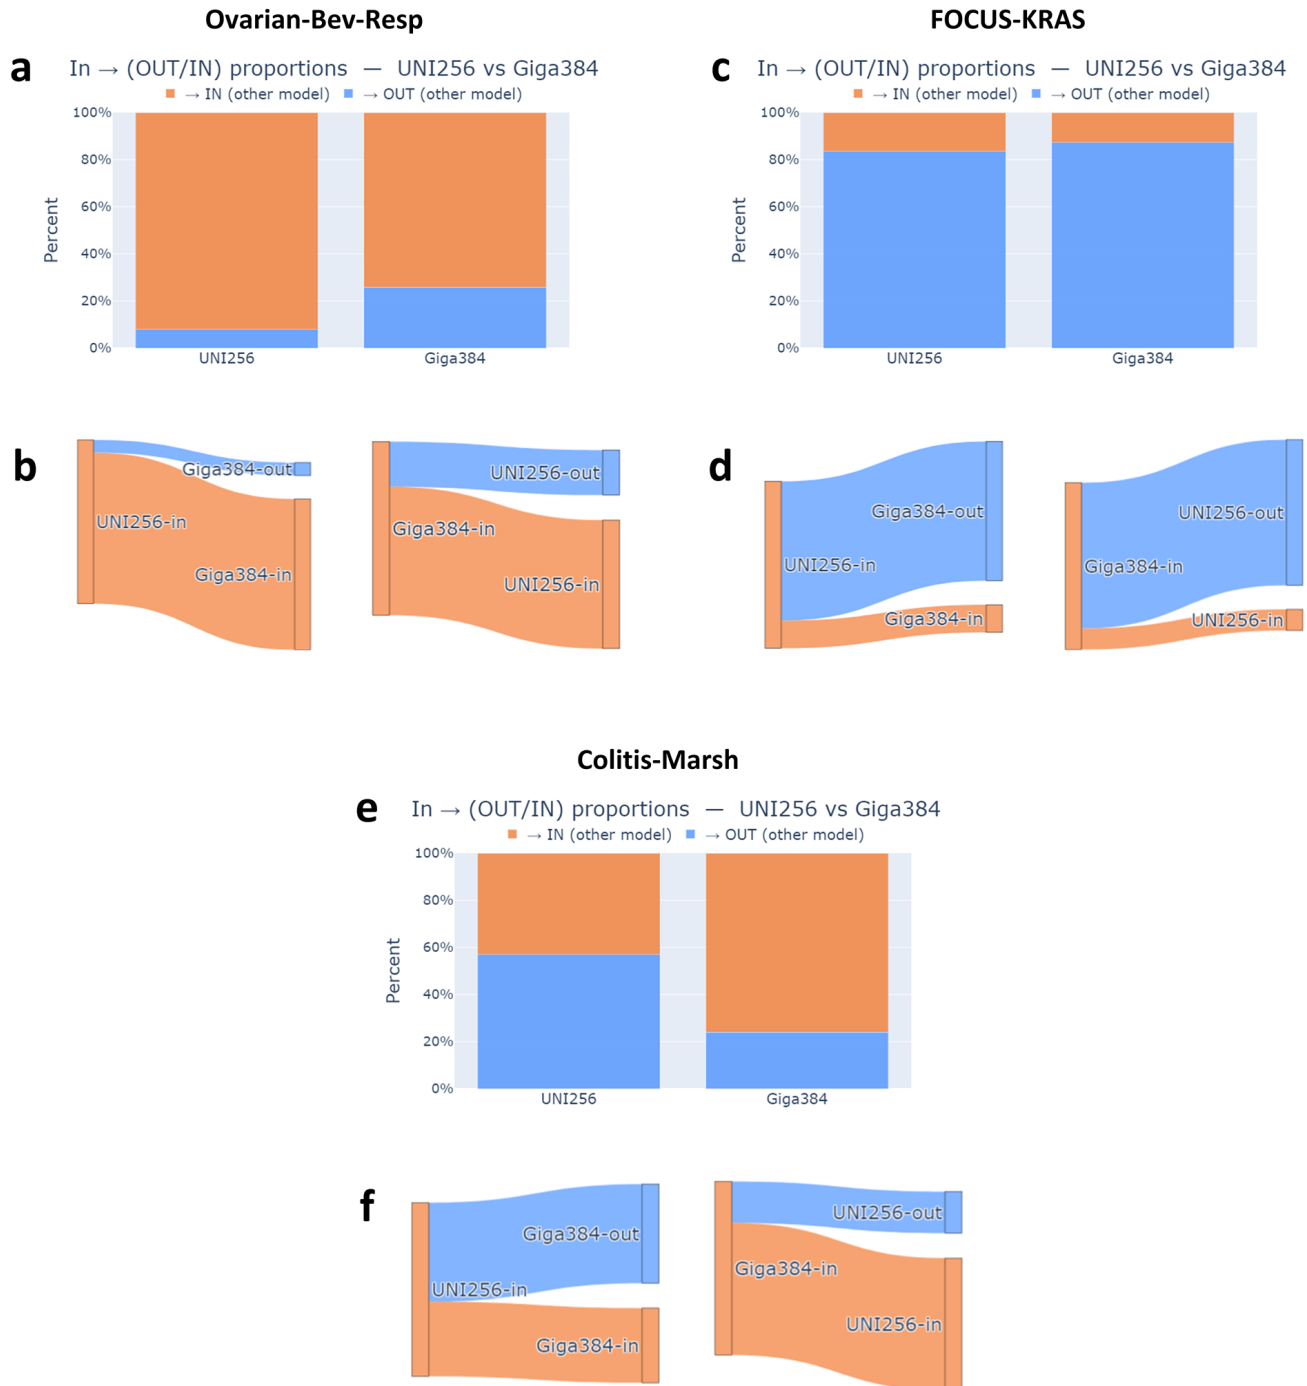 Ovarian-Bev-Resp
FOCUS-KRAS
a
In → (OUT/IN) proportions — UNI256 vs Giga384
→ IN (other model) → OUT (other model)
100%
80%
60%
40%
20%
0%
Percent
UNI256
Giga384
c
In → (OUT/IN) proportions — UNI256 vs Giga384
→ IN (other model) → OUT (other model)
100%
80%
60%
40%
20%
0%
Percent
UNI256
Giga384
b
Giga384-out
UNI256-in
Giga384-in
UNI256-out
Giga384-in
UNI256-in
d
Giga384-out
UNI256-in
Giga384-in
UNI256-out
Giga384-in
UNI256-in
Colitis-Marsh
e
In → (OUT/IN) proportions — UNI256 vs Giga384
→ IN (other model) → OUT (other model)
100%
80%
60%
40%
20%
0%
Percent
UNI256
Giga384
f
Giga384-out
UNI256-in
Giga384-in
UNI256-out
Giga384-in
UNI256-in